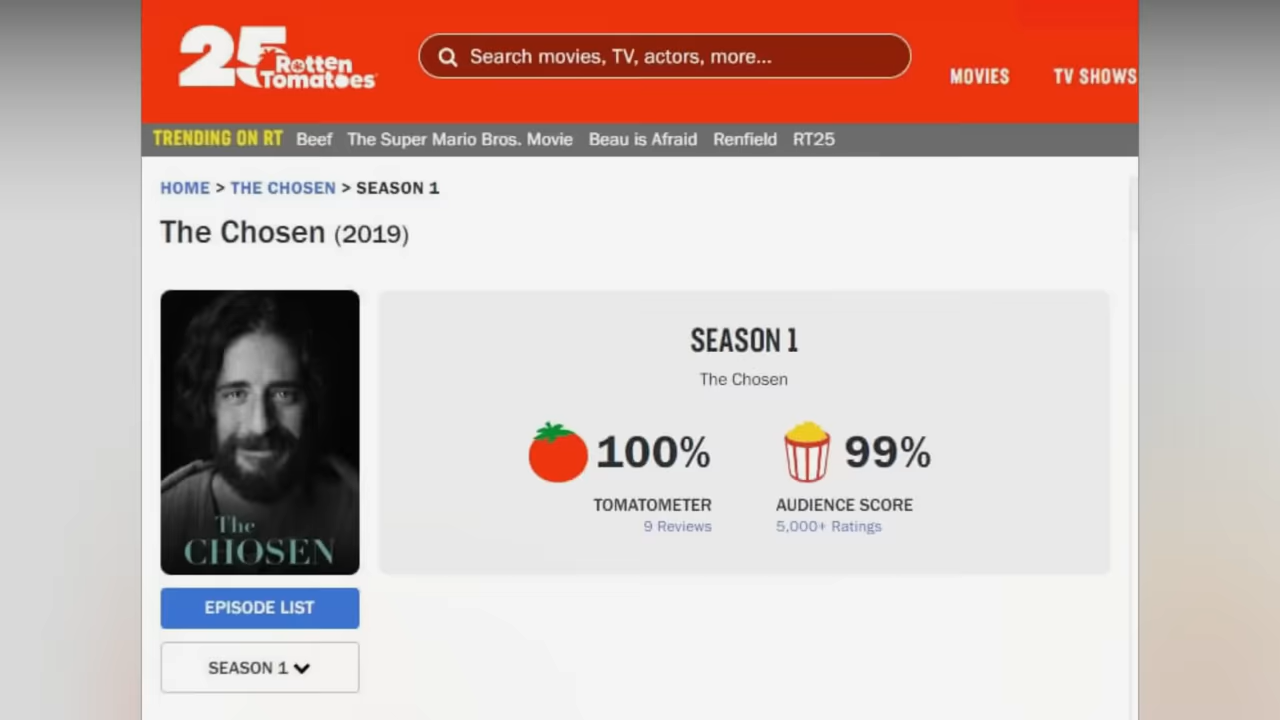 25 Rotten
Tomatoes
Search movies, TV, actors, more...
MOVIES TV SHOWS
TRENDING ON RT Beef The Super Mario Bros. Movie Beau is Afraid Renfield RT25
HOME > THE CHOSEN > SEASON 1
The Chosen (2019)
The
CHOSEN
SEASON 1
The Chosen
100% 99%
TOMATOMETER AUDIENCE SCORE
9 Reviews 5,000+ Ratings
EPISODE LIST
SEASON 1